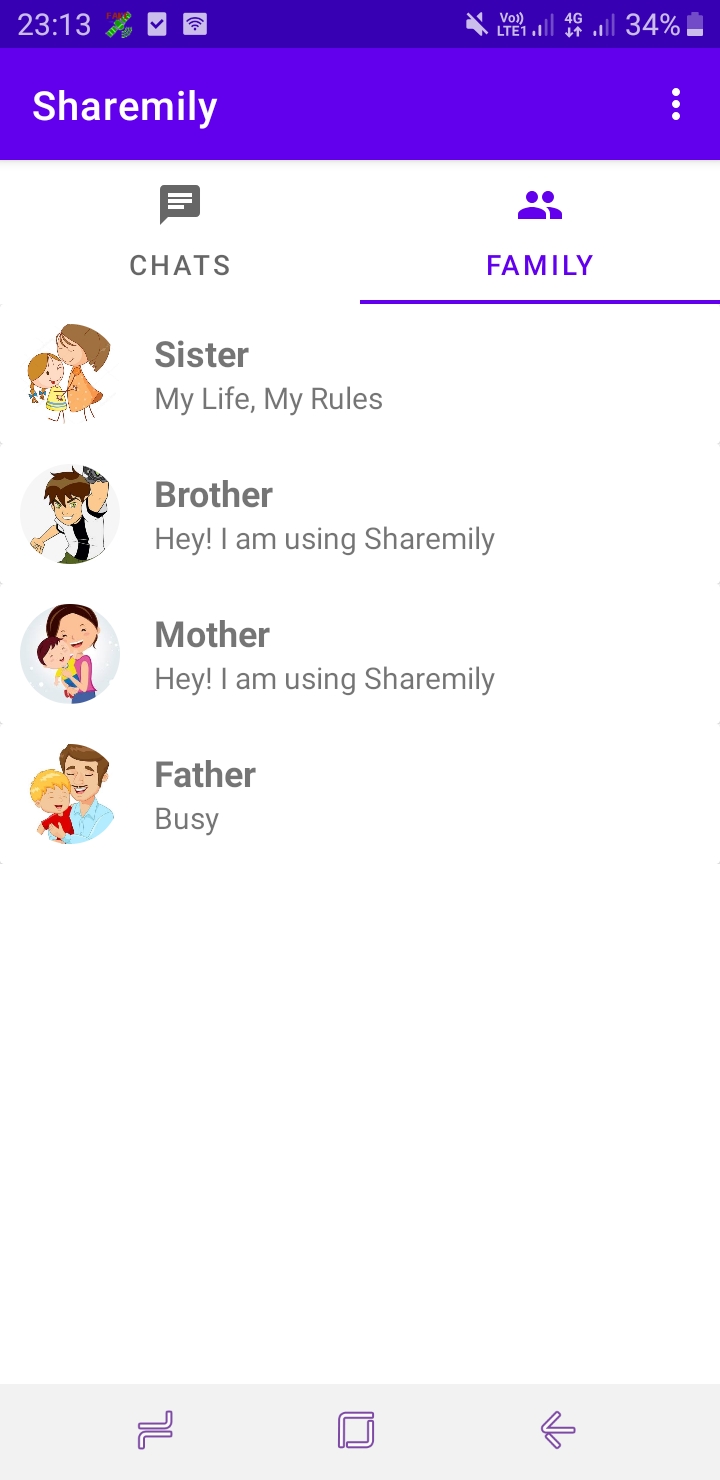 23:13 FAKE Vo)) LTE1 4G 34%
Sharemily
CHATS FAMILY
Sister
My Life, My Rules
Brother
Hey! I am using Sharemily
Mother
Hey! I am using Sharemily
Father
Busy